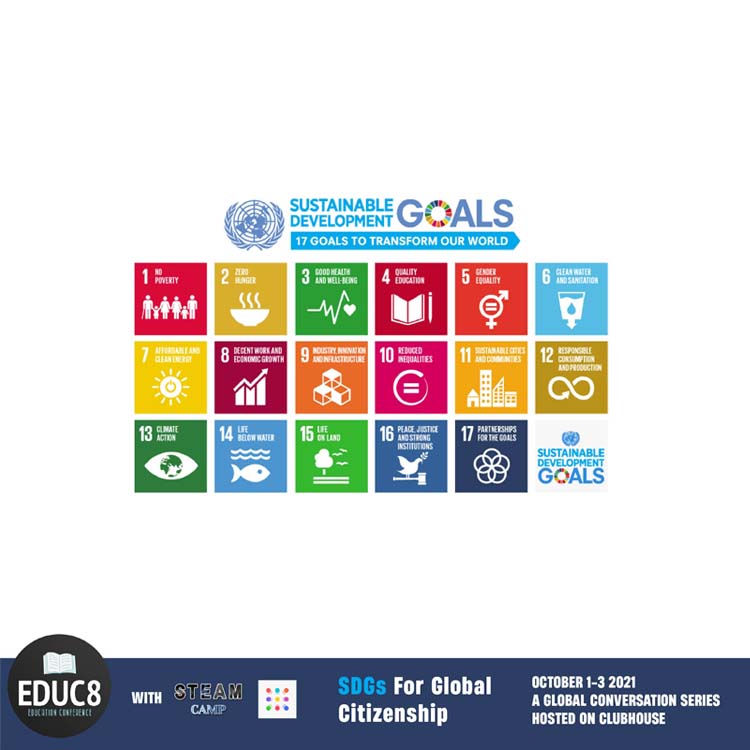 SUSTAINABLE
DEVELOPMENT
GOALS
17 GOALS TO TRANSFORM OUR WORLD
1 NO
POVERTY
2 ZERO
HUNGER
3 GOOD HEALTH
AND WELL-BEING
4 QUALITY
EDUCATION
5 GENDER
EQUALITY
6 CLEAN WATER
AND SANITATION
7 AFFORDABLE AND
CLEAN ENERGY
8 DECENT WORK AND
ECONOMIC GROWTH
9 INDUSTRY, INNOVATION
AND INFRASTRUCTURE
10 REDUCED
INEQUALITIES
11 SUSTAINABLE CITIES
AND COMMUNITIES
12 RESPONSIBLE
CONSUMPTION
AND PRODUCTION
13 CLIMATE
ACTION
14 LIFE
BELOW WATER
15 LIFE
ON LAND
16 PEACE, JUSTICE
AND STRONG
INSTITUTIONS
17 PARTNERSHIPS
FOR THE GOALS
SUSTAINABLE
DEVELOPMENT
GOALS
EDUC8
EDUCATION CONFERENCE
WITH
STEAM
CAMP
SDGs For Global
Citizenship
OCTOBER 1-3 2021
A GLOBAL CONVERSATION SERIES
HOSTED ON CLUBHOUSE